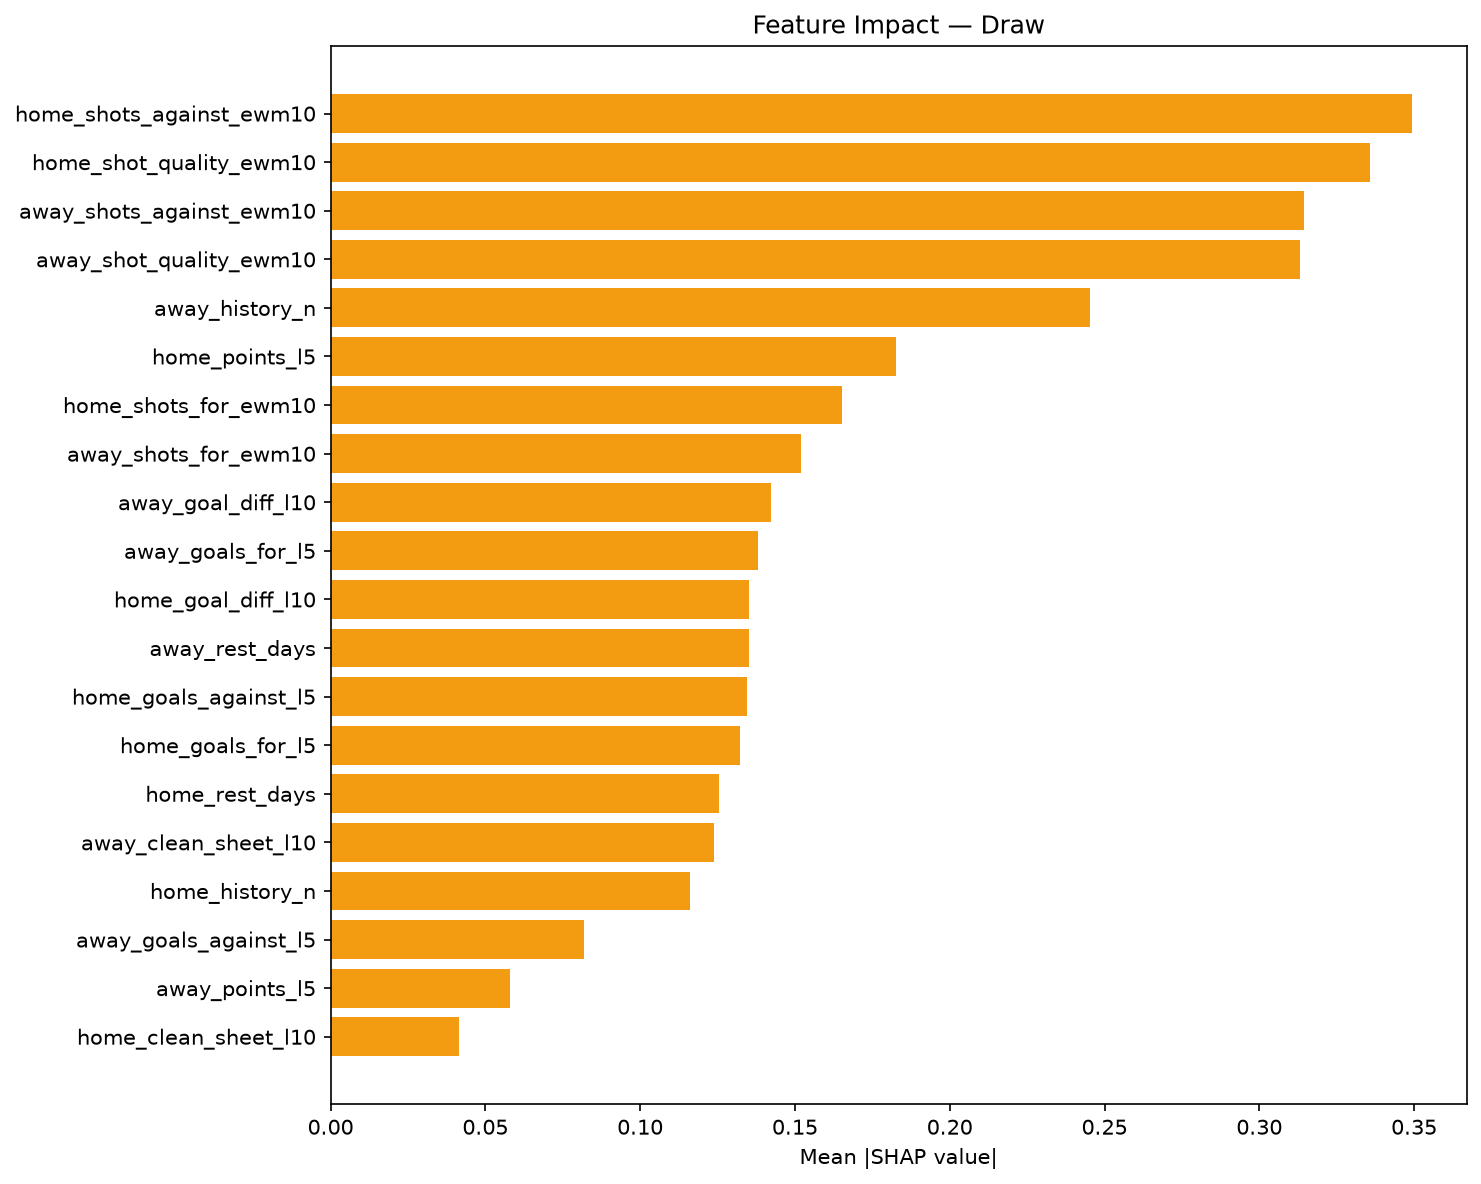 Feature Impact — Draw
home_shots_against_ewm10
home_shot_quality_ewm10
away_shots_against_ewm10
away_shot_quality_ewm10
away_history_n
home_points_l5
home_shots_for_ewm10
away_shots_for_ewm10
away_goal_diff_l10
away_goals_for_l5
home_goal_diff_l10
away_rest_days
home_goals_against_l5
home_goals_for_l5
home_rest_days
away_clean_sheet_l10
home_history_n
away_goals_against_l5
away_points_l5
home_clean_sheet_l10
0.00 0.05 0.10 0.15 0.20 0.25 0.30 0.35
Mean |SHAP value|